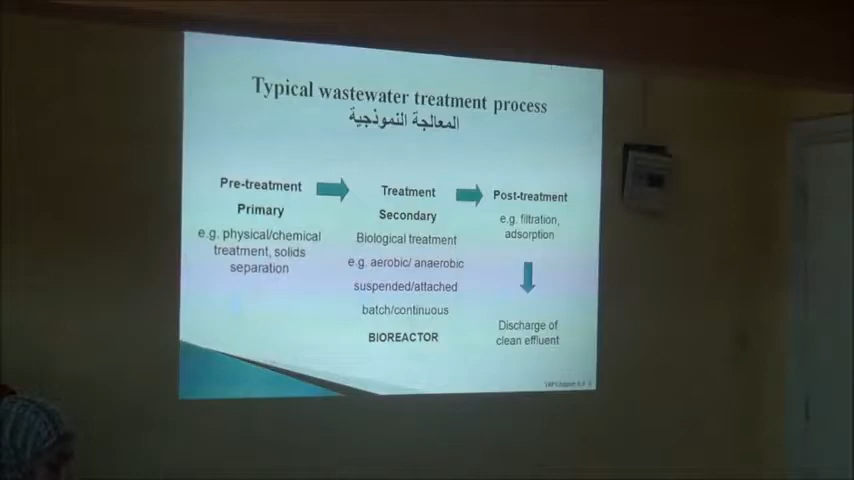 Typical wastewater treatment process
المعالجة النموذجية
Pre-treatment
Primary
e.g. physical/chemical
treatment, solids
separation
Treatment
Secondary
Biological treatment
e.g. aerobic/ anaerobic
suspended/attached
batch/continuous
BIOREACTOR
Post-treatment
e.g. filtration,
adsorption
Discharge of
clean effluent